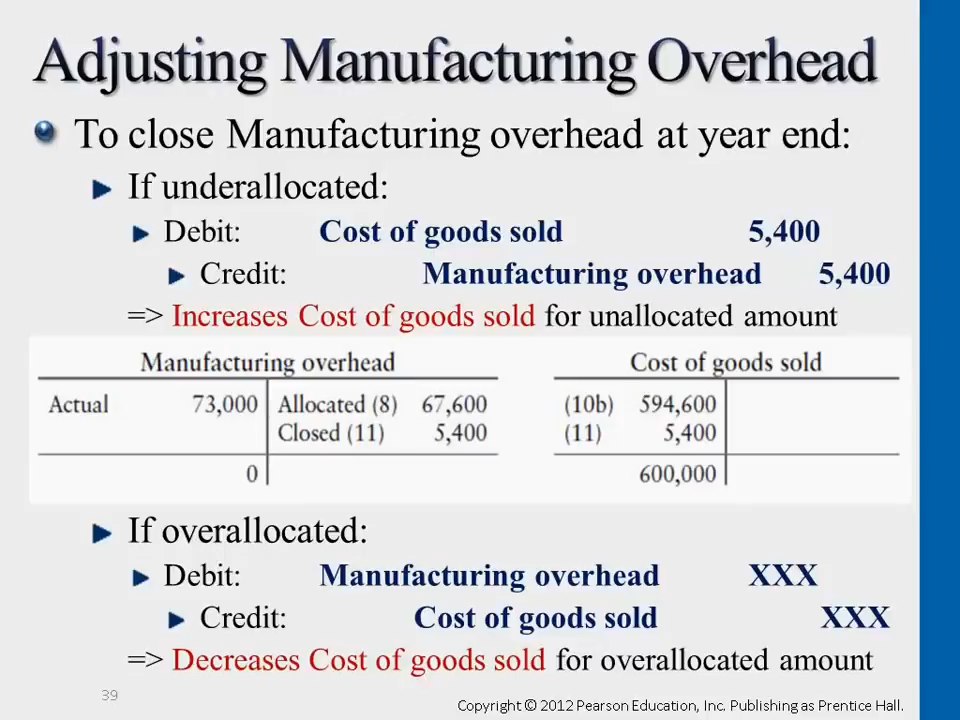 Adjusting Manufacturing Overhead
To close Manufacturing overhead at year end:
If underallocated:
Debit: Cost of goods sold 5,400
Credit: Manufacturing overhead 5,400
=> Increases Cost of goods sold for unallocated amount
Manufacturing overhead Cost of goods sold
Actual 73,000 Allocated (8) 67,600 (10b) 594,600
Closed (11) 5,400 (11) 5,400
0 600,000
If overallocated:
Debit: Manufacturing overhead XXX
Credit: Cost of goods sold XXX
=> Decreases Cost of goods sold for overallocated amount
39
Copyright © 2012 Pearson Education, Inc. Publishing as Prentice Hall.